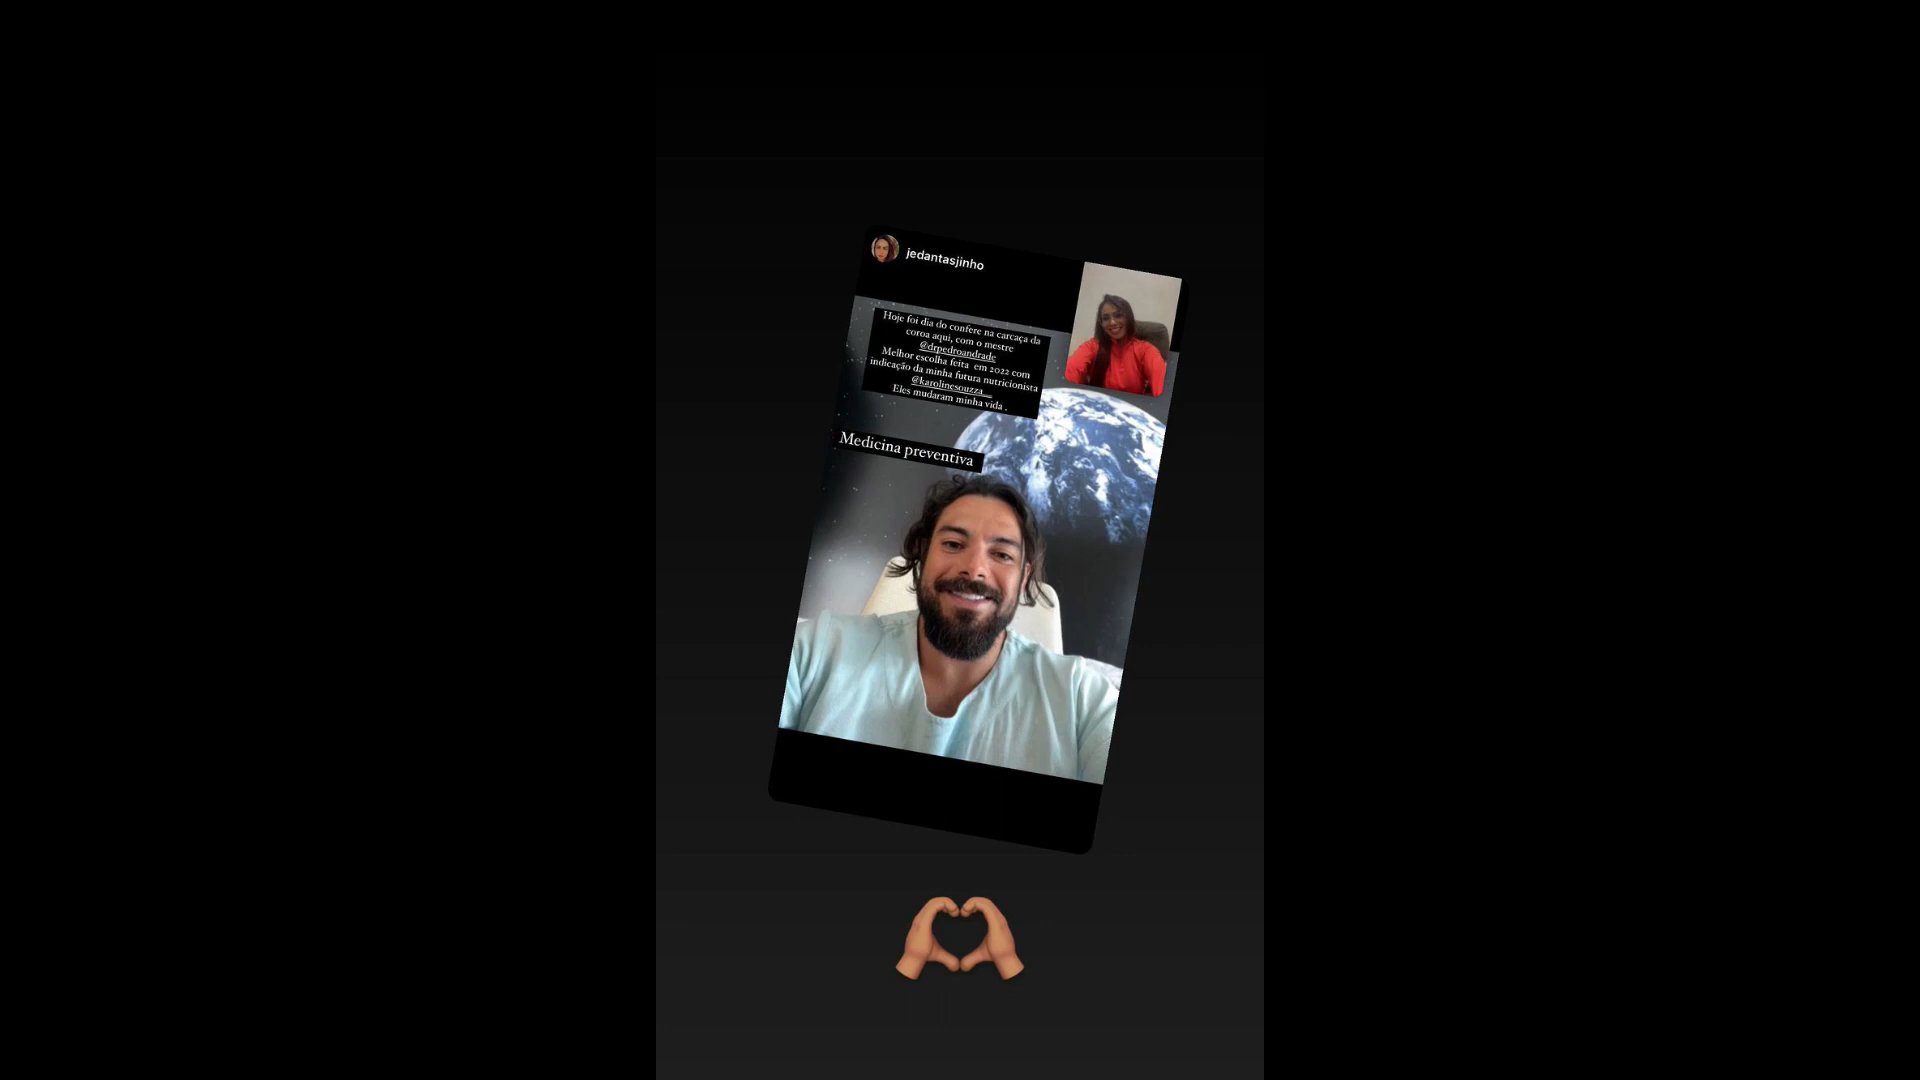 jedantasjinho
Hoje foi dia do confere na carcaça da
coroa aqui, com o mestre
@drpedroandrade
Melhor escolha feita em 2022 com
indicação da minha futura nutricionista
@karolinesouzza__
Eles mudaram minha vida .
Medicina preventiva